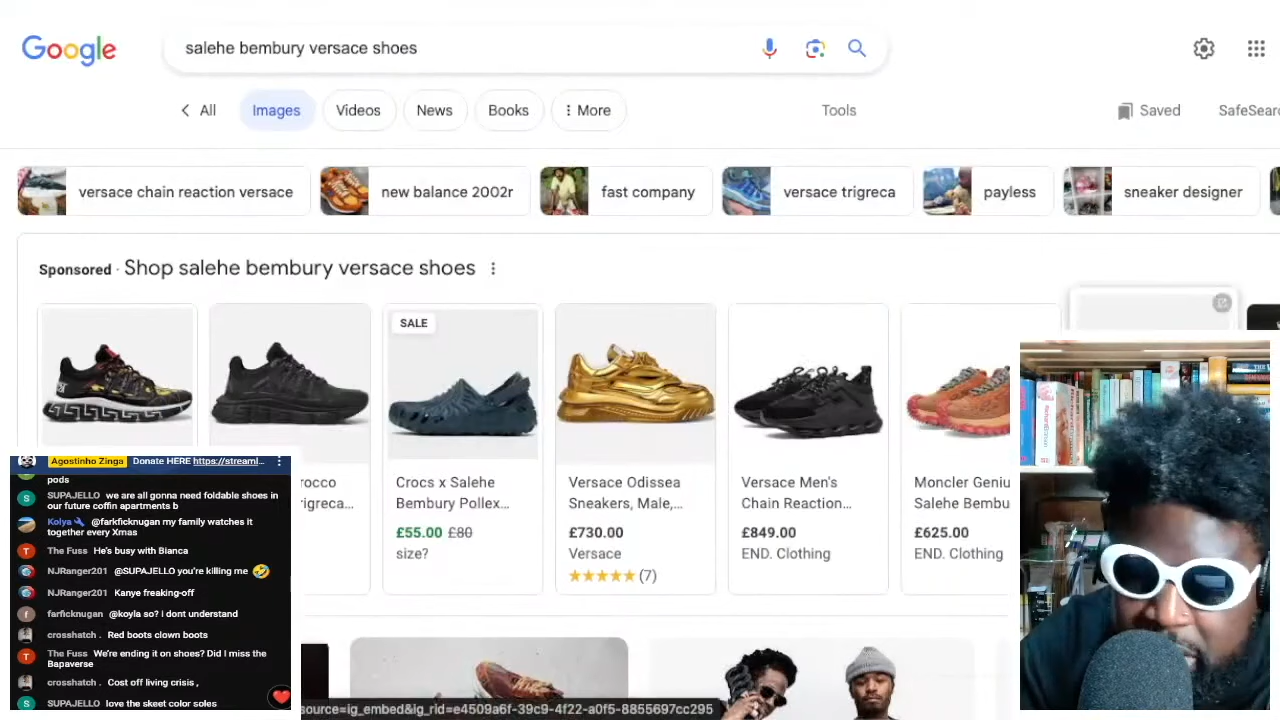 Google
salehe bembury versace shoes
All
Images
Videos
News
Books
More
Tools
Saved
SafeSearc
versace chain reaction versace
new balance 2002r
fast company
versace trigreca
payless
sneaker designer
Sponsored · Shop salehe bembury versace shoes
SALE
rocco
rigreca…
Crocs x Salehe
Bembury Pollex…
£55.00 £80
size?
Versace Odissea
Sneakers, Male,…
£730.00
Versace
(7)
Versace Men's
Chain Reaction…
£849.00
END. Clothing
Moncler Geniu
Salehe Bembu
£625.00
END. Clothing
Agostinho Zinga Donate HERE https://streaml…
pods
SUPAJELLO we are all gonna need foldable shoes in
our future coffin apartments b
Kolya @farkficknugan my family watches it
together every Xmas
The Fuss He's busy with Bianca
NJRanger201 @SUPAJELLO you're killing me 🤣
NJRanger201 Kanye freaking-off
farficknugan @koyla so? i dont understand
crosshatch . Red boots clown boots
The Fuss We're ending it on shoes? Did I miss the
Bapaverse
crosshatch . Cost off living crisis ,
SUPAJELLO love the skeet color soles
source=ig_embed&ig_rid=e4509a6f-39c9-4f22-a0f5-8855697cc295